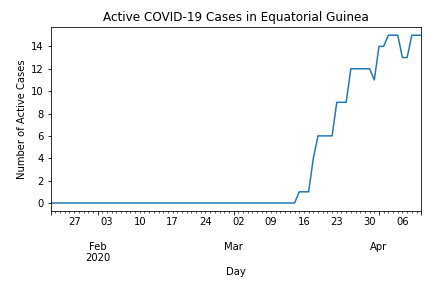 Active COVID-19 Cases in Equatorial Guinea
Number of Active Cases
14
12
10
8
6
4
2
0
27 03 10 17 24 02 09 16 23 30 06
Feb Mar Apr
2020
Day